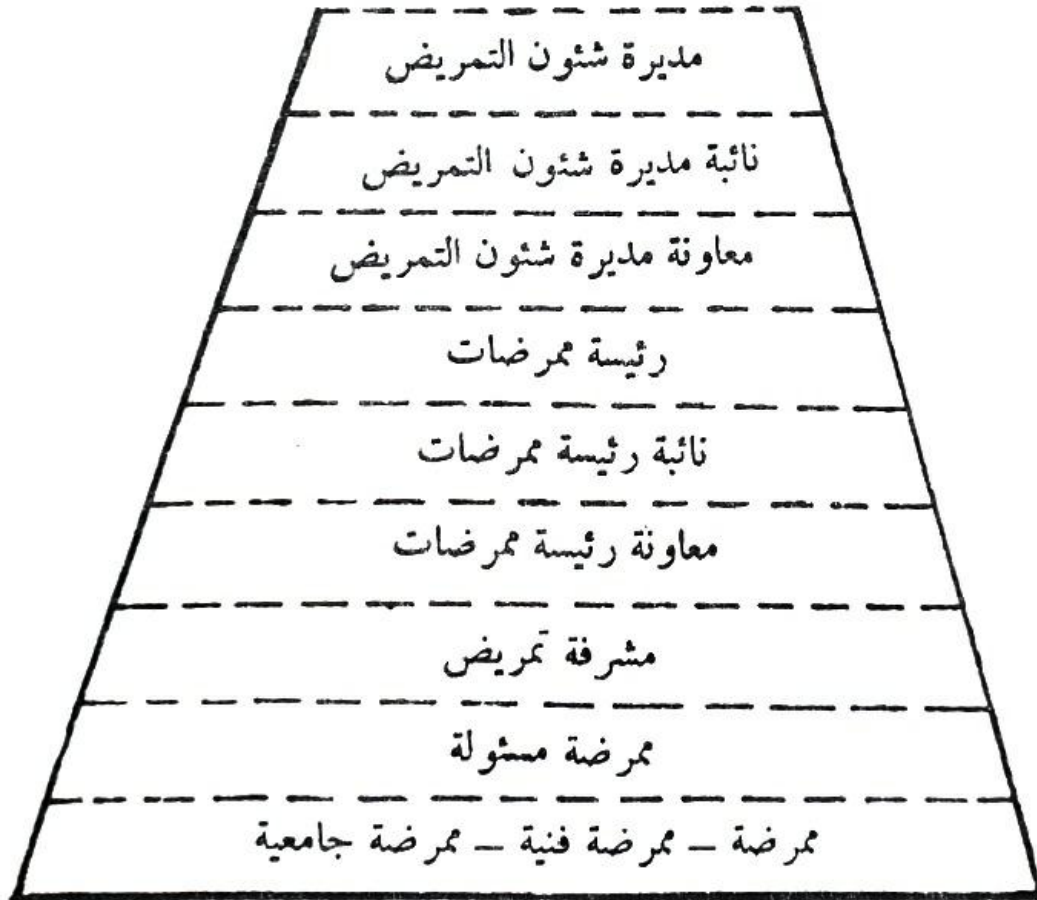 مديرة شئون التمريض
نائبة مديرة شئون التمريض
معاونة مديرة شئون التمريض
رئيسة ممرضات
نائبة رئيسة ممرضات
معاونة رئيسة ممرضات
مشرفة تمريض
ممرضة مسئولة
ممرضة – ممرضة فنية – ممرضة جامعية